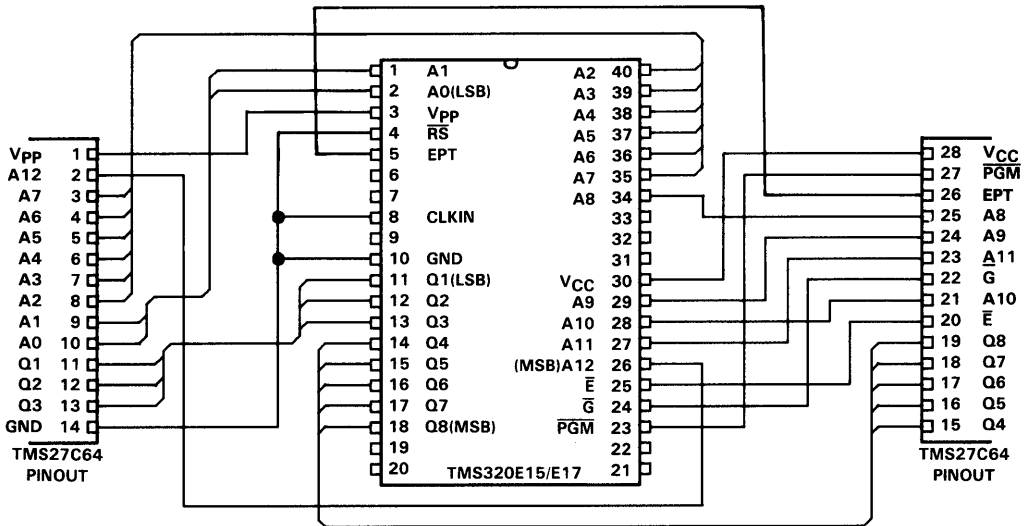 VPP 1
A12 2
A7 3
A6 4
A5 5
A4 6
A3 7
A2 8
A1 9
A0 10
Q1 11
Q2 12
Q3 13
GND 14
TMS27C64
PINOUT
1 A1
2 A0(LSB)
3 VPP
4 RS
5 EPT
6
7
8 CLKIN
9
10 GND
11 Q1(LSB)
12 Q2
13 Q3
14 Q4
15 Q5
16 Q6
17 Q7
18 Q8(MSB)
19
20
A2 40
A3 39
A4 38
A5 37
A6 36
A7 35
A8 34
33
32
31
VCC 30
A9 29
A10 28
A11 27
(MSB)A12 26
E 25
G 24
PGM 23
22
21
TMS320E15/E17
28 VCC
27 PGM
26 EPT
25 A8
24 A9
23 A11
22 G
21 A10
20 E
19 Q8
18 Q7
17 Q6
16 Q5
15 Q4
TMS27C64
PINOUT